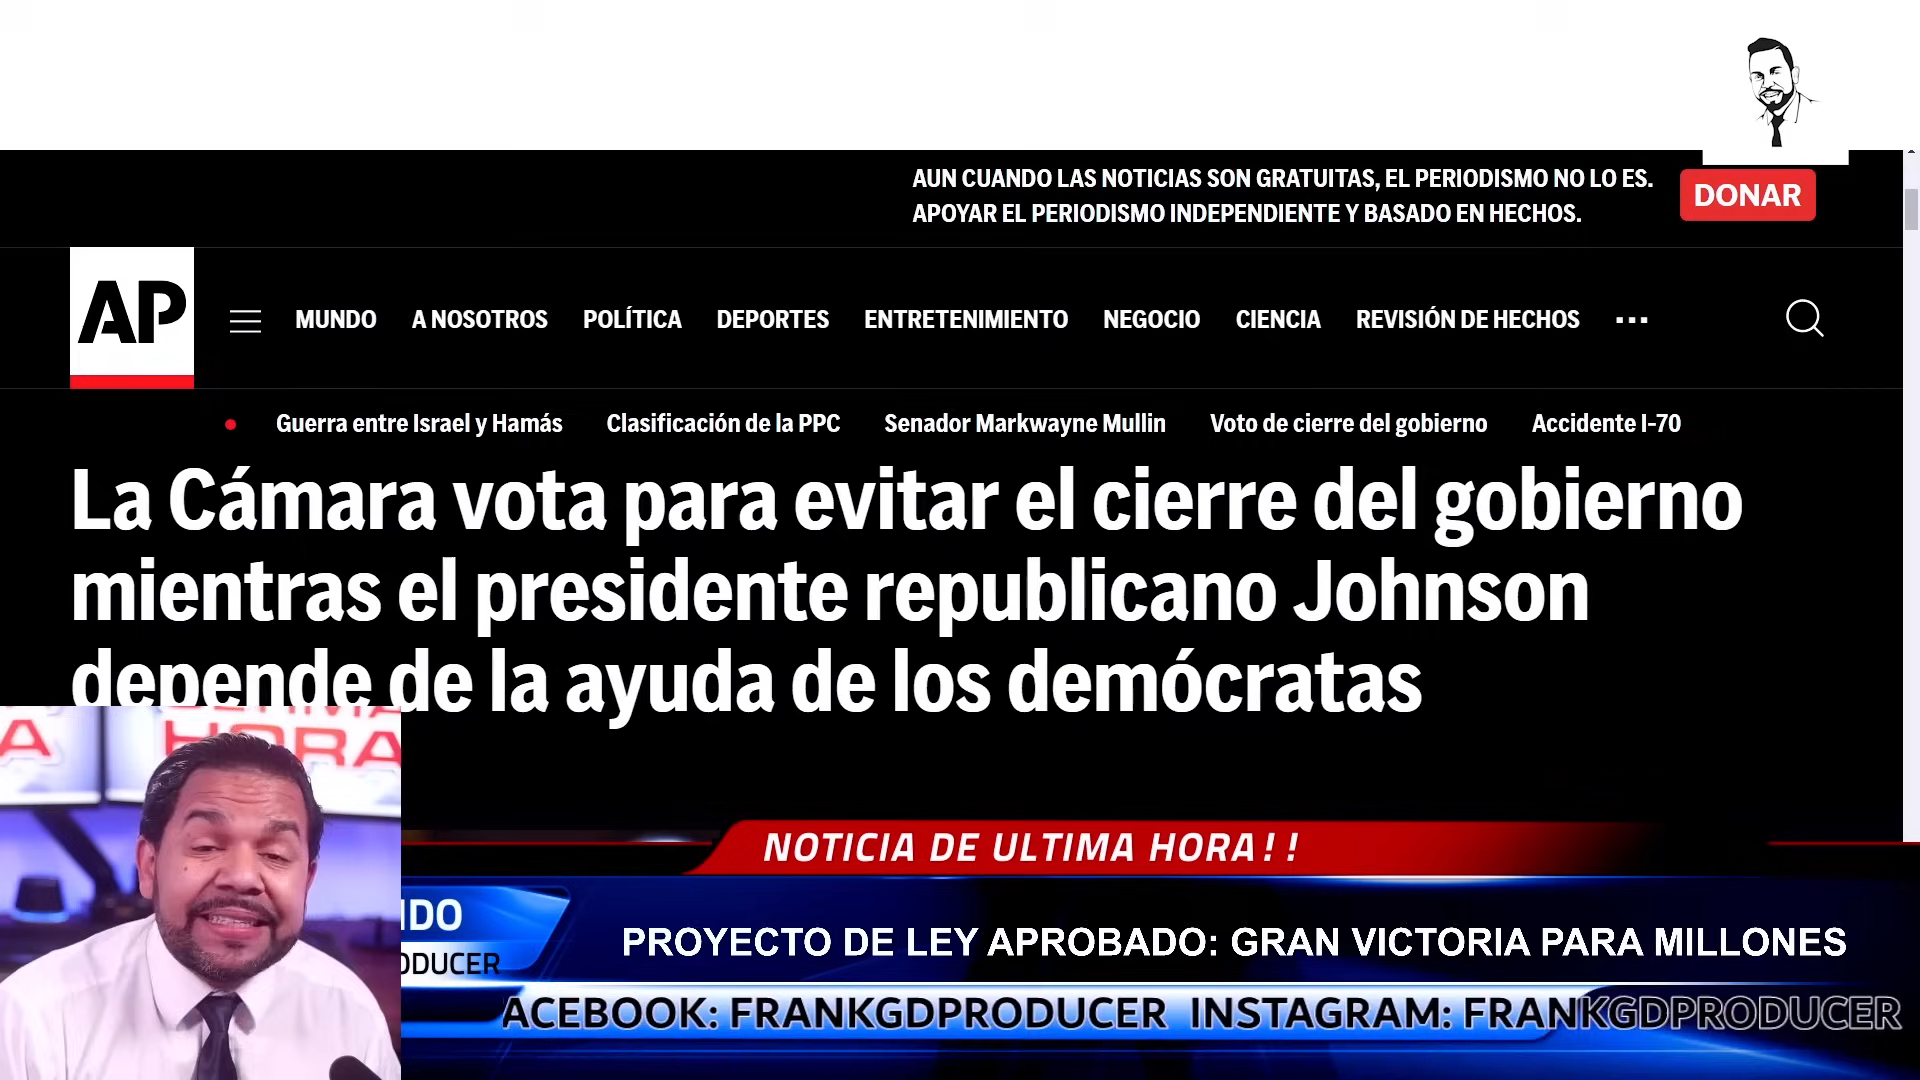 AUN CUANDO LAS NOTICIAS SON GRATUITAS, EL PERIODISMO NO LO ES.
APOYAR EL PERIODISMO INDEPENDIENTE Y BASADO EN HECHOS.
DONAR
AP
MUNDO A NOSOTROS POLÍTICA DEPORTES ENTRETENIMIENTO NEGOCIO CIENCIA REVISIÓN DE HECHOS ...
Guerra entre Israel y Hamás Clasificación de la PPC Senador Markwayne Mullin Voto de cierre del gobierno Accidente I-70
La Cámara vota para evitar el cierre del gobierno
mientras el presidente republicano Johnson
depende de la ayuda de los demócratas
HORA
NOTICIA DE ULTIMA HORA!!
IDO
ODUCER
PROYECTO DE LEY APROBADO: GRAN VICTORIA PARA MILLONES
ACEBOOK: FRANKGDPRODUCER INSTAGRAM: FRANKGDPRODUCER